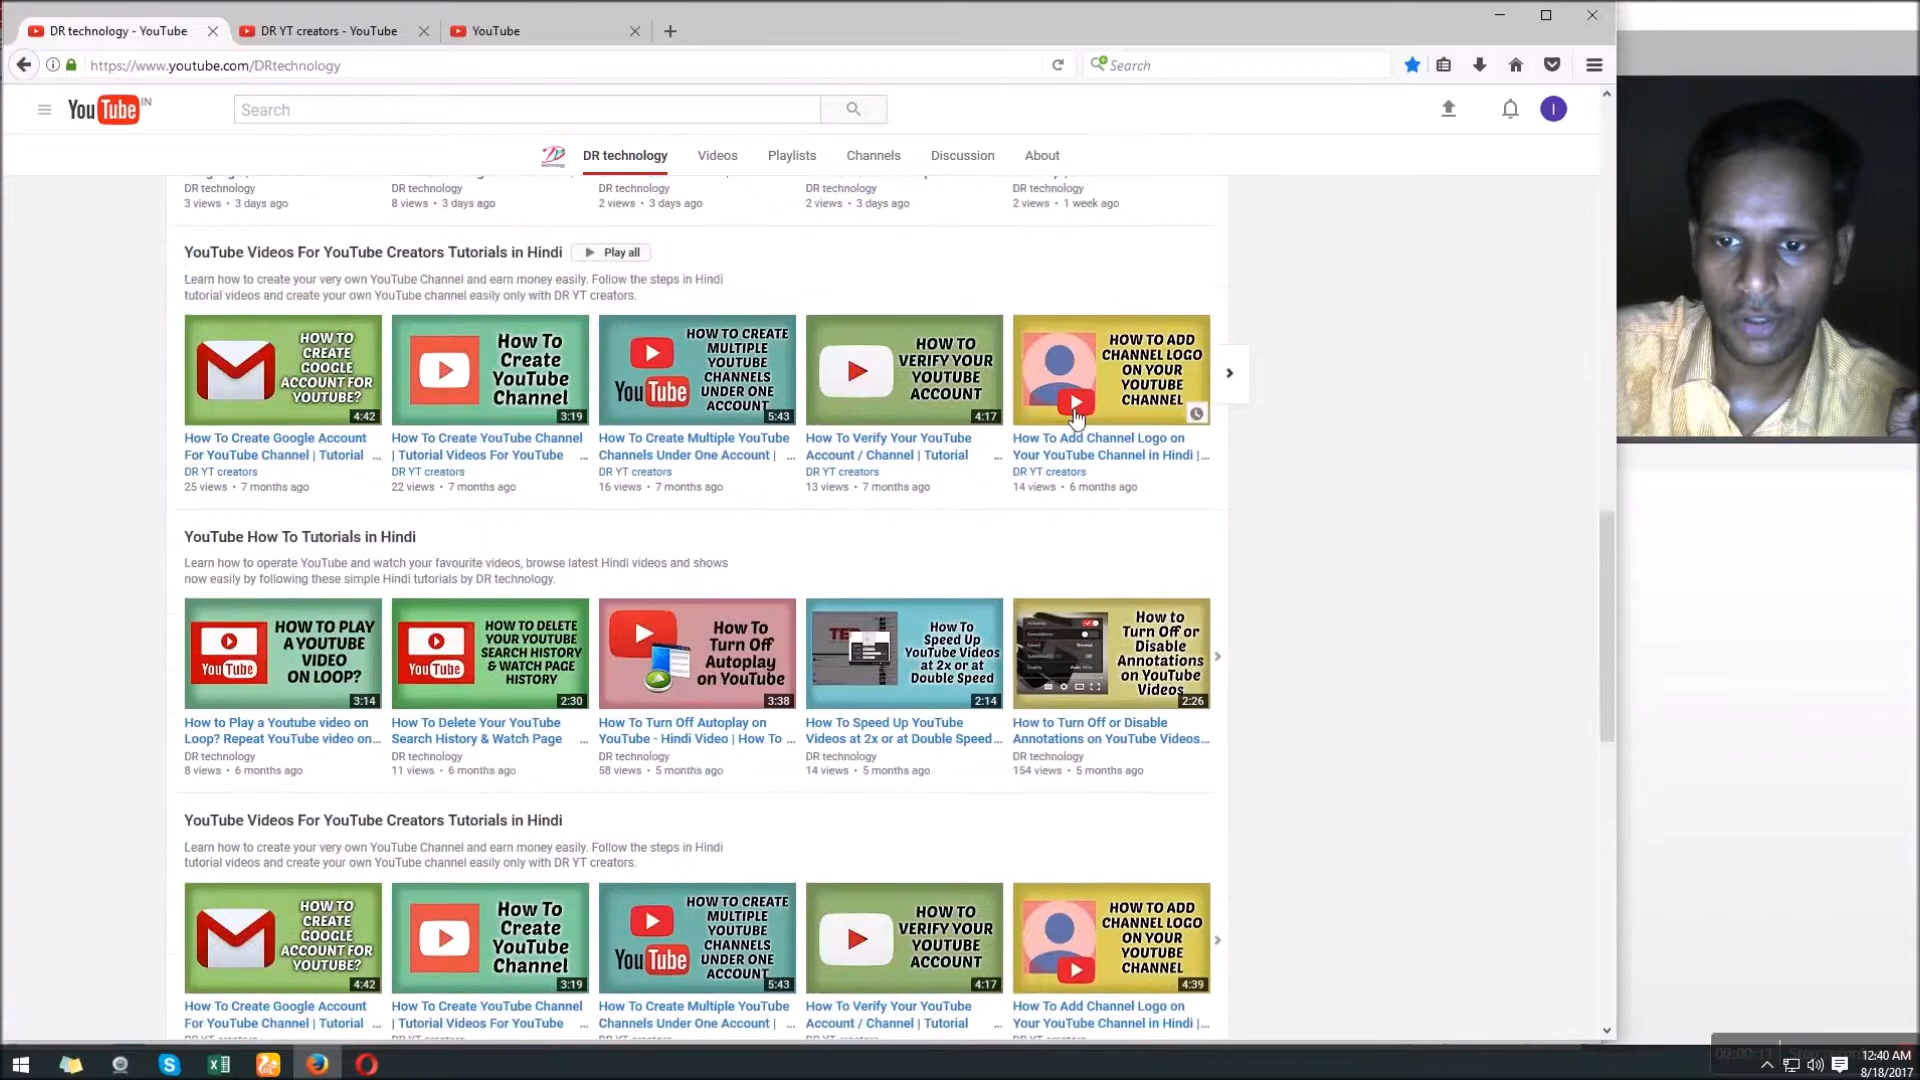 DR technology - YouTube
DR YT creators - YouTube
YouTube
https://www.youtube.com/DRtechnology
Search
YouTube IN
Search
I
DR technology Videos Playlists Channels Discussion About
DR technology DR technology DR technology DR technology DR technology
3 views • 3 days ago 8 views • 3 days ago 2 views • 3 days ago 2 views • 3 days ago 2 views • 1 week ago
YouTube Videos For YouTube Creators Tutorials in Hindi Play all
Learn how to create your very own YouTube Channel and earn money easily. Follow the steps in Hindi
tutorial videos and create your own YouTube channel easily only with DR YT creators.
HOW TO
CREATE
GOOGLE
ACCOUNT FOR
YOUTUBE?
4:42
How To
Create
YouTube
Channel
3:19
HOW TO CREATE
MULTIPLE
YOUTUBE
CHANNELS
UNDER ONE
ACCOUNT
YouTube
5:43
HOW TO
VERIFY YOUR
YOUTUBE
ACCOUNT
4:17
HOW TO ADD
CHANNEL LOGO
ON YOUR
YOUTUBE
CHANNEL
How To Create Google Account
For YouTube Channel | Tutorial ...
DR YT creators
25 views • 7 months ago
How To Create YouTube Channel
| Tutorial Videos For YouTube ...
DR YT creators
22 views • 7 months ago
How To Create Multiple YouTube
Channels Under One Account | ...
DR YT creators
16 views • 7 months ago
How To Verify Your YouTube
Account / Channel | Tutorial ...
DR YT creators
13 views • 7 months ago
How To Add Channel Logo on
Your YouTube Channel in Hindi |...
DR YT creators
14 views • 6 months ago
YouTube How To Tutorials in Hindi
Learn how to operate YouTube and watch your favourite videos, browse latest Hindi videos and shows
now easily by following these simple Hindi tutorials by DR technology.
HOW TO PLAY
A YOUTUBE
VIDEO
ON LOOP?
YouTube
3:14
HOW TO DELETE
YOUR YOUTUBE
SEARCH HISTORY
& WATCH PAGE
HISTORY
YouTube
2:30
How To
Turn Off
Autoplay
on YouTube
3:38
How To
Speed Up
YouTube Videos
at 2x or at
Double Speed
2:14
How to
Turn Off or
Disable
Annotations
on YouTube
Videos
2:26
How to Play a Youtube video on
Loop? Repeat YouTube video on...
DR technology
8 views • 6 months ago
How To Delete Your YouTube
Search History & Watch Page ...
DR technology
11 views • 6 months ago
How To Turn Off Autoplay on
YouTube - Hindi Video | How To ...
DR technology
58 views • 5 months ago
How To Speed Up YouTube
Videos at 2x or at Double Speed...
DR technology
14 views • 5 months ago
How to Turn Off or Disable
Annotations on YouTube Videos...
DR technology
154 views • 5 months ago
YouTube Videos For YouTube Creators Tutorials in Hindi
Learn how to create your very own YouTube Channel and earn money easily. Follow the steps in Hindi
tutorial videos and create your own YouTube channel easily only with DR YT creators.
HOW TO
CREATE
GOOGLE
ACCOUNT FOR
YOUTUBE?
4:42
How To
Create
YouTube
Channel
3:19
HOW TO CREATE
MULTIPLE
YOUTUBE
CHANNELS
UNDER ONE
ACCOUNT
YouTube
5:43
HOW TO
VERIFY YOUR
YOUTUBE
ACCOUNT
4:17
HOW TO ADD
CHANNEL LOGO
ON YOUR
YOUTUBE
CHANNEL
4:39
How To Create Google Account
For YouTube Channel | Tutorial ...
How To Create YouTube Channel
| Tutorial Videos For YouTube ...
How To Create Multiple YouTube
Channels Under One Account | ...
How To Verify Your YouTube
Account / Channel | Tutorial ...
How To Add Channel Logo on
Your YouTube Channel in Hindi |...
12:40 AM
8/18/2017